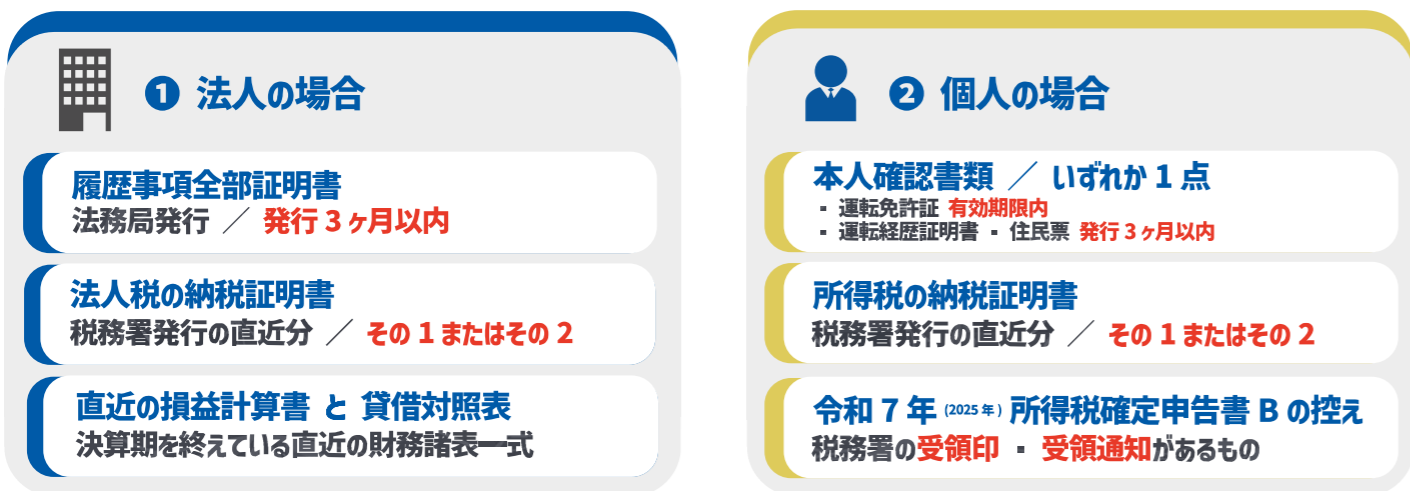 ❶ 法人の場合
履歴事項全部証明書
法務局発行 ／ 発行3ヶ月以内
法人税の納税証明書
税務署発行の直近分 ／ その1またはその2
直近の損益計算書 と 貸借対照表
決算期を終えている直近の財務諸表一式
❷ 個人の場合
本人確認書類 ／ いずれか1点
▪ 運転免許証 有効期限内
▪ 運転経歴証明書 ▪ 住民票 発行3ヶ月以内
所得税の納税証明書
税務署発行の直近分 ／ その1またはその2
令和7年(2025年)所得税確定申告書Bの控え
税務署の受領印 ▪ 受領通知があるもの